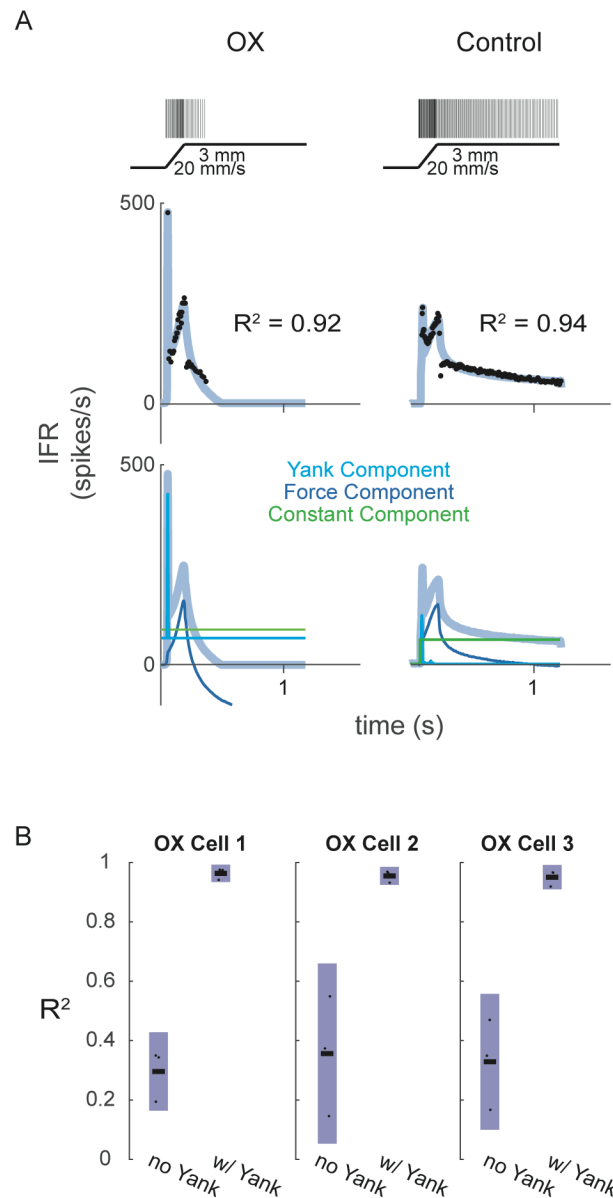 A
OX Control
3 mm
20 mm/s
3 mm
20 mm/s
500
R² = 0.92
R² = 0.94
0
1
1
IFR
(spikes/s)
500
Yank Component
Force Component
Constant Component
0
1
1
time (s)
B
OX Cell 1 OX Cell 2 OX Cell 3
1
0.8
0.6
R²
0.4
0.2
0
no Yank w/ Yank no Yank w/ Yank no Yank w/ Yank